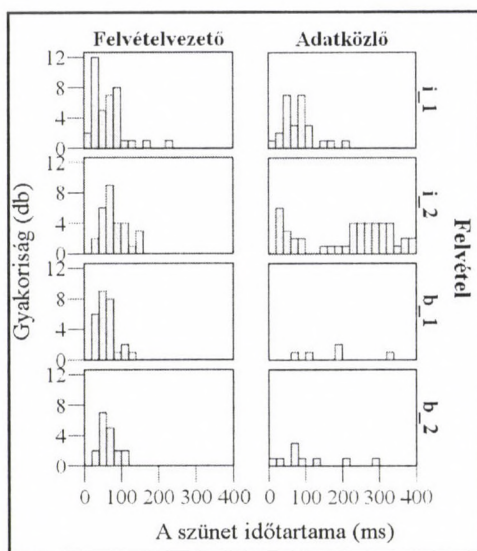 Felvételvezető Adatközlő
12
8
4
0
i_1
12
8
4
0
i_2
12
8
4
0
b_1
12
8
4
0
b_2
Gyakoriság (db)
Felvétel
0 100 200 300 400 0 100 200 300 400
A szünet időtartama (ms)